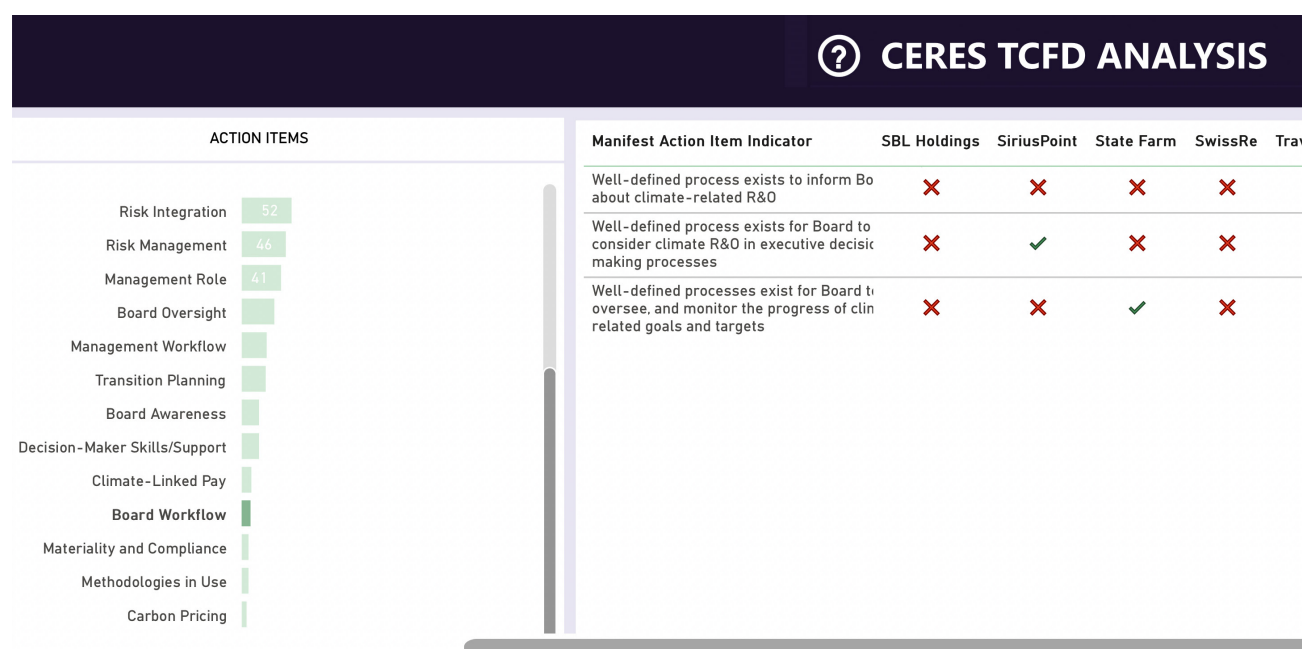 ? CERES TCFD ANALYSIS
ACTION ITEMS
Risk Integration 52
Risk Management 46
Management Role 41
Board Oversight
Management Workflow
Transition Planning
Board Awareness
Decision-Maker Skills/Support
Climate-Linked Pay
Board Workflow
Materiality and Compliance
Methodologies in Use
Carbon Pricing
Manifest Action Item Indicator SBL Holdings SiriusPoint State Farm SwissRe Trav
Well-defined process exists to inform Bo
about climate-related R&O
Well-defined process exists for Board to
consider climate R&O in executive decisic
making processes
Well-defined processes exist for Board to
oversee, and monitor the progress of clim
related goals and targets